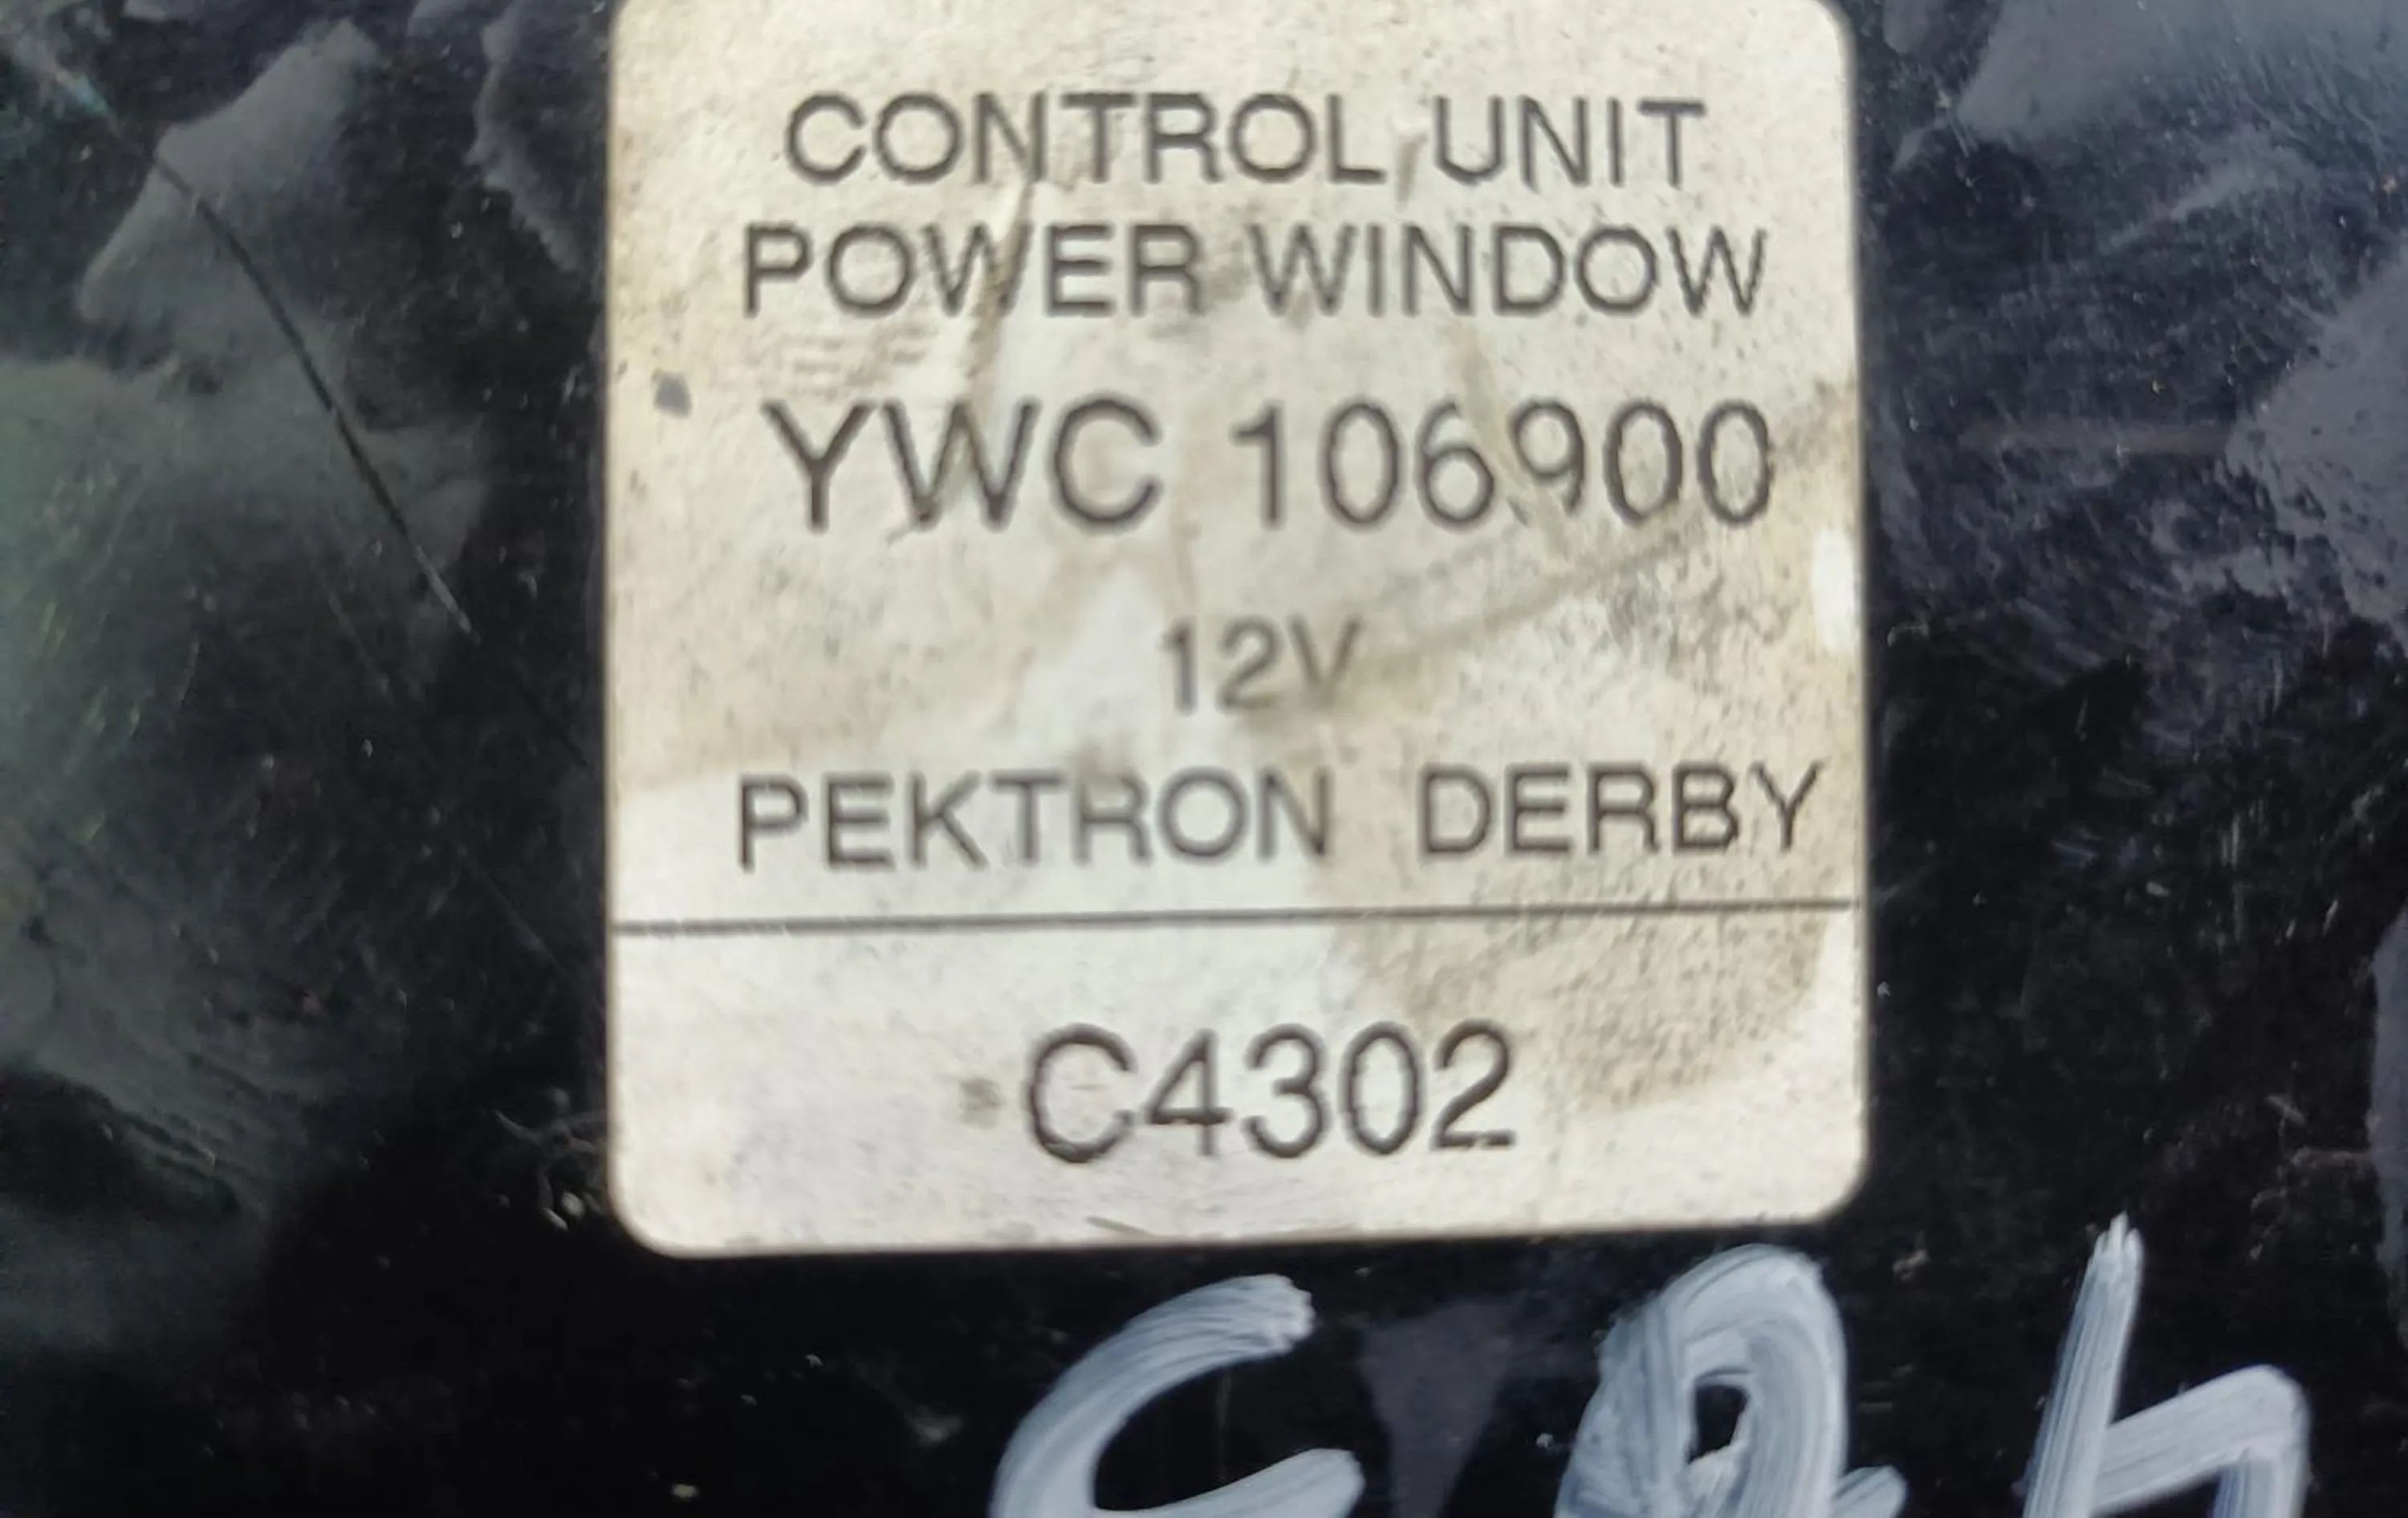 CONTROL UNIT
POWER WINDOW
YWC 106900
12V
PEKTRON DERBY
C4302